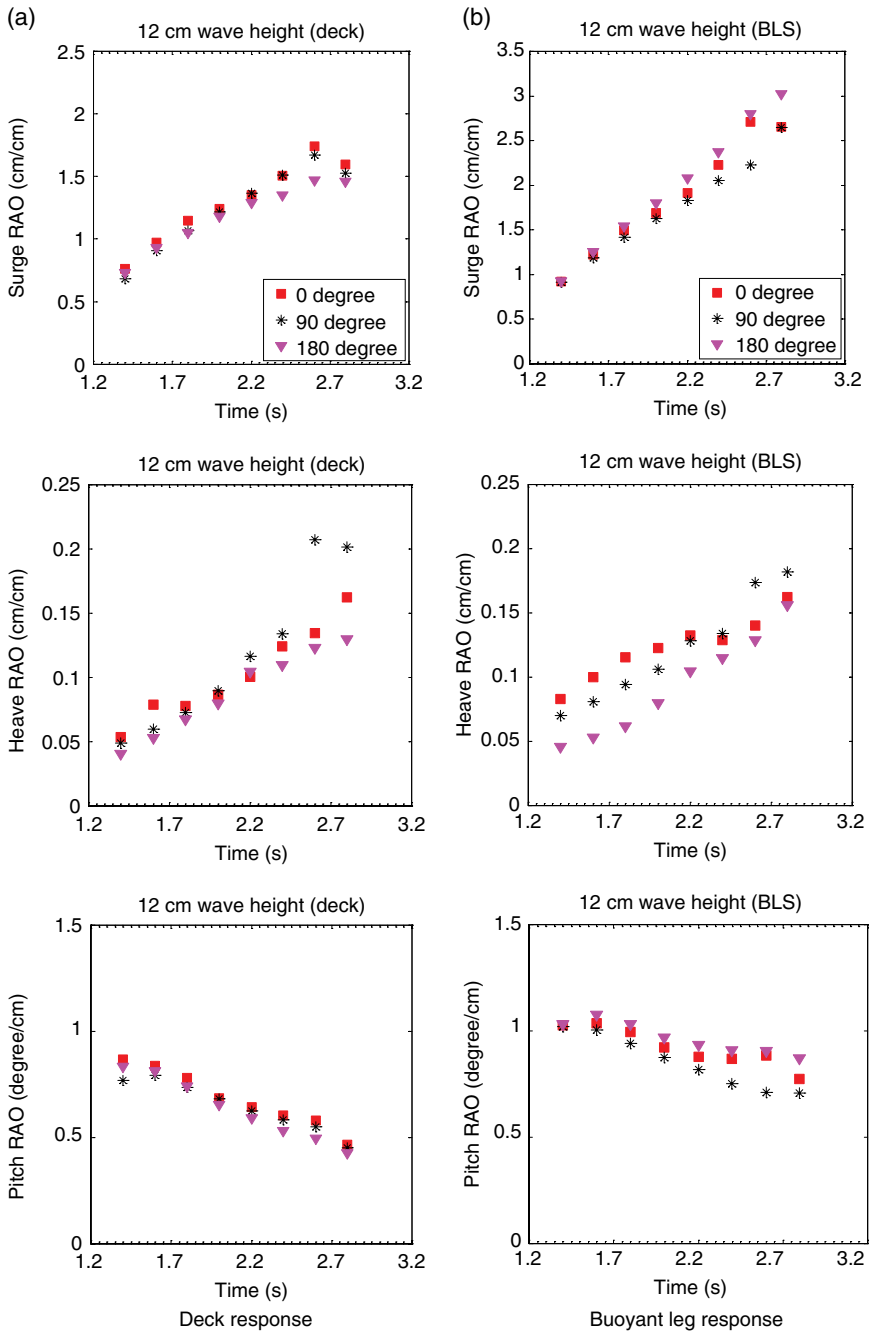 (a)
12 cm wave height (deck)
Surge RAO (cm/cm)
2.5
2
1.5
1
0.5
0
0 degree
90 degree
180 degree
1.2 1.7 2.2 2.7 3.2
Time (s)
(b)
12 cm wave height (BLS)
Surge RAO (cm/cm)
3.5
3
2.5
2
1.5
1
0.5
0
0 degree
90 degree
180 degree
1.2 1.7 2.2 2.7 3.2
Time (s)
12 cm wave height (deck)
Heave RAO (cm/cm)
0.25
0.2
0.15
0.1
0.05
0
1.2 1.7 2.2 2.7 3.2
Time (s)
12 cm wave height (BLS)
Heave RAO (cm/cm)
0.25
0.2
0.15
0.1
0.05
0
1.2 1.7 2.2 2.7 3.2
Time (s)
12 cm wave height (deck)
Pitch RAO (degree/cm)
1.5
1
0.5
0
1.2 1.7 2.2 2.7 3.2
Time (s)
Deck response
12 cm wave height (BLS)
Pitch RAO (degree/cm)
1.5
1
0.5
0
1.2 1.7 2.2 2.7 3.2
Time (s)
Buoyant leg response